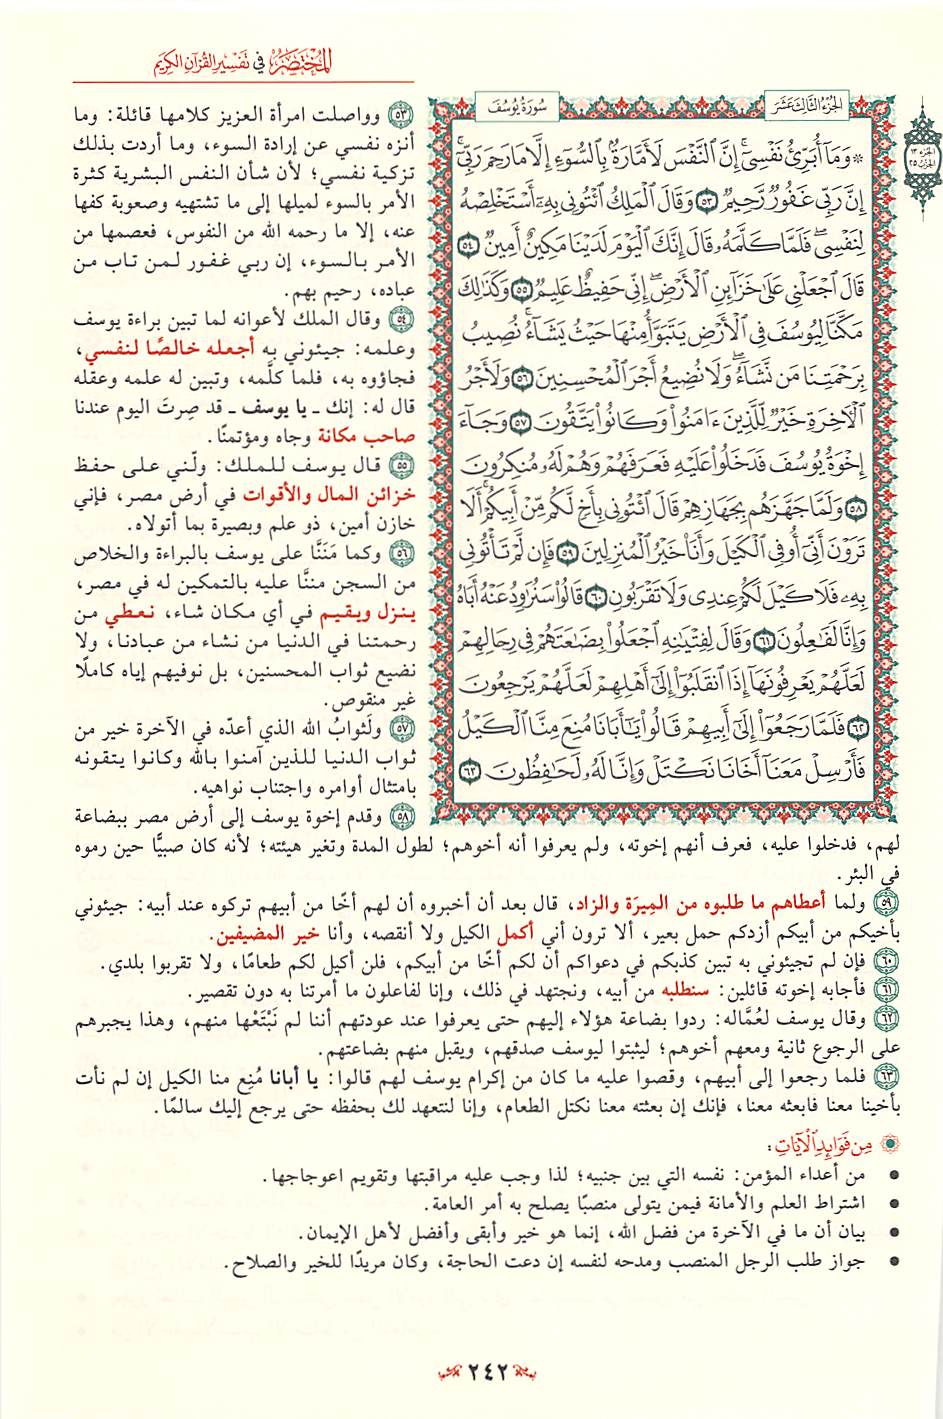 المختصر في تفسير القرآن الكريم
الجزء الثالث عشر
سورة يوسف
الجزء ١٣
الحزب ٢٥
* وَمَآ أُبَرِّئُ نَفْسِيٓۚ إِنَّ ٱلنَّفْسَ لَأَمَّارَةُۢ بِٱلسُّوٓءِ إِلَّا مَا رَحِمَ رَبِّيٓۚ
إِنَّ رَبِّي غَفُورٞ رَّحِيمٞ ٥٣ وَقَالَ ٱلْمَلِكُ ٱئْتُونِي بِهِۦٓ أَسْتَخْلِصْهُ
لِنَفْسِيۖ فَلَمَّا كَلَّمَهُۥ قَالَ إِنَّكَ ٱلْيَوْمَ لَدَيْنَا مَكِينٌ أَمِينٞ ٥٤
قَالَ ٱجْعَلْنِي عَلَىٰ خَزَآئِنِ ٱلْأَرْضِۖ إِنِّي حَفِيظٌ عَلِيمٞ ٥٥ وَكَذَٰلِكَ
مَكَّنَّا لِيُوسُفَ فِي ٱلْأَرْضِ يَتَبَوَّأُ مِنْهَا حَيْثُ يَشَآءُۚ نُصِيبُ
بِرَحْمَتِنَا مَن نَّشَآءُۖ وَلَا نُضِيعُ أَجْرَ ٱلْمُحْسِنِينَ ٥٦ وَلَأَجْرُ
ٱلْأٓخِرَةِ خَيْرٞ لِّلَّذِينَ ءَامَنُواْ وَكَانُواْ يَتَّقُونَ ٥٧ وَجَآءَ
إِخْوَةُ يُوسُفَ فَدَخَلُواْ عَلَيْهِ فَعَرَفَهُمْ وَهُمْ لَهُۥ مُنكِرُونَ
٥٨ وَلَمَّا جَهَّزَهُم بِجَهَازِهِمْ قَالَ ٱئْتُونِي بِأَخٖ لَّكُم مِّنْ أَبِيكُمْۚ أَلَا
تَرَوْنَ أَنِّيٓ أُوفِي ٱلْكَيْلَ وَأَنَا۠ خَيْرُ ٱلْمُنزِلِينَ ٥٩ فَإِن لَّمْ تَأْتُونِي
بِهِۦ فَلَا كَيْلَ لَكُمْ عِندِي وَلَا تَقْرَبُونِ ٦٠ قَالُواْ سَنُرَٰوِدُ عَنْهُ أَبَاهُ
وَإِنَّا لَفَٰعِلُونَ ٦١ وَقَالَ لِفِتْيَٰنِهِ ٱجْعَلُواْ بِضَٰعَتَهُمْ فِي رِحَالِهِمْ
لَعَلَّهُمْ يَعْرِفُونَهَآ إِذَا ٱنقَلَبُوٓاْ إِلَىٰٓ أَهْلِهِمْ لَعَلَّهُمْ يَرْجِعُونَ
٦٢ فَلَمَّا رَجَعُوٓاْ إِلَىٰٓ أَبِيهِمْ قَالُواْ يَٰٓأَبَانَا مُنِعَ مِنَّا ٱلْكَيْلُ
فَأَرْسِلْ مَعَنَآ أَخَانَا نَكْتَلْ وَإِنَّا لَهُۥ لَحَٰفِظُونَ ٦٣
٥٣ وواصلت امرأة العزيز كلامها قائلة: وما
أنزه نفسي عن إرادة السوء، وما أردت بذلك
تزكية نفسي؛ لأن شأن النفس البشرية كثرة
الأمر بالسوء لميلها إلى ما تشتهيه وصعوبة كفها
عنه، إلا ما رحمه الله من النفوس، فعصمها من
الأمر بالسوء، إن ربي غفور لمن تاب من
عباده، رحيم بهم.
٥٤ وقال الملك لأعوانه لما تبين براءة يوسف
وعلمه: جيئوني به أجعله خالصًا لنفسي،
فجاؤوه به، فلما كلَّمه، وتبين له علمه وعقله
قال له: إنك ـ يا يوسف ـ قد صِرتَ اليوم عندنا
صاحب مكانة وجاه ومؤتمنًا.
٥٥ قال يوسف للملك: ولّني على حفظ
خزائن المال والأقوات في أرض مصر، فإني
خازن أمين، ذو علم وبصيرة بما أتولاه.
٥٦ وكما مَنَنَّا على يوسف بالبراءة والخلاص
من السجن مننَّا عليه بالتمكين له في مصر،
ينزل ويقيم في أي مكان شاء، نعطي من
رحمتنا في الدنيا من نشاء من عبادنا، ولا
نضيع ثواب المحسنين، بل نوفيهم إياه كاملًا
غير منقوص.
٥٧ ولَثوابُ الله الذي أعدّه في الآخرة خير من
ثواب الدنيا للذين آمنوا بالله وكانوا يتقونه
بامتثال أوامره واجتناب نواهيه.
٥٨ وقدم إخوة يوسف إلى أرض مصر ببضاعة
لهم، فدخلوا عليه، فعرف أنهم إخوته، ولم يعرفوا أنه أخوهم؛ لطول المدة وتغير هيئته؛ لأنه كان صبيًّا حين رموه
في البئر.
٥٩ ولما أعطاهم ما طلبوه من المِيرَة والزاد، قال بعد أن أخبروه أن لهم أخًا من أبيهم تركوه عند أبيه: جيئوني
بأخيكم من أبيكم أزدكم حمل بعير، ألا ترون أني أكمل الكيل ولا أنقصه، وأنا خير المضيفين.
٦٠ فإن لم تجيئوني به تبين كذبكم في دعواكم أن لكم أخًا من أبيكم، فلن أكيل لكم طعامًا، ولا تقربوا بلدي.
٦١ فأجابه إخوته قائلين: سنطلبه من أبيه، ونجتهد في ذلك، وإنا لفاعلون ما أمرتنا به دون تقصير.
٦٢ وقال يوسف لعُمَّاله: ردوا بضاعة هؤلاء إليهم حتى يعرفوا عند عودتهم أننا لم نَبْتَعْها منهم، وهذا يجبرهم
على الرجوع ثانية ومعهم أخوهم؛ ليثبتوا ليوسف صدقهم، ويقبل منهم بضاعتهم.
٦٣ فلما رجعوا إلى أبيهم، وقصوا عليه ما كان من إكرام يوسف لهم قالوا: يا أبانا مُنِع منا الكيل إن لم نأت
بأخينا معنا فابعثه معنا، فإنك إن بعثته معنا نكتل الطعام، وإنا لنتعهد لك بحفظه حتى يرجع إليك سالمًا.
من فوائد الآيات:
• من أعداء المؤمن: نفسه التي بين جنبيه؛ لذا وجب عليه مراقبتها وتقويم اعوجاجها.
• اشتراط العلم والأمانة فيمن يتولى منصبًا يصلح به أمر العامة.
• بيان أن ما في الآخرة من فضل الله، إنما هو خير وأبقى وأفضل لأهل الإيمان.
• جواز طلب الرجل المنصب ومدحه لنفسه إن دعت الحاجة، وكان مريدًا للخير والصلاح.
٢٤٢